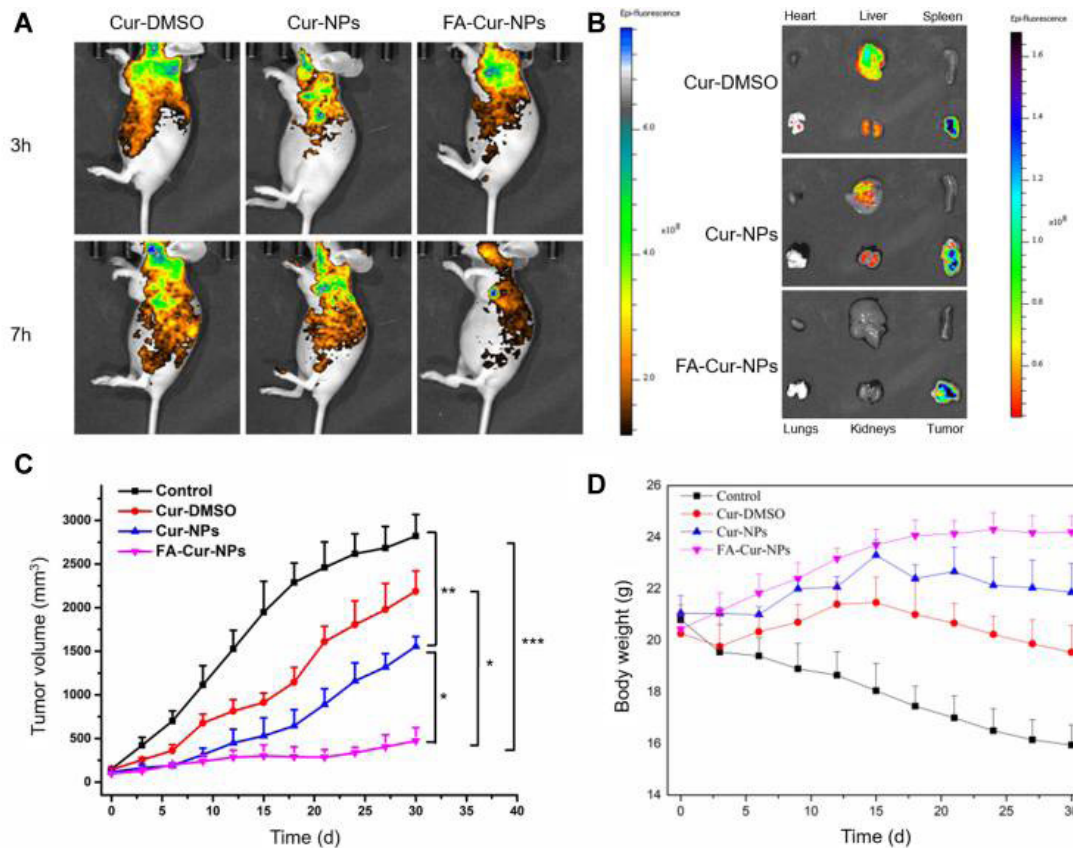 A
Cur-DMSO Cur-NPs FA-Cur-NPs
3h
7h
Epi-fluorescence
6.0
4.0
x10⁸
2.0
B
Heart Liver Spleen
Cur-DMSO
Cur-NPs
FA-Cur-NPs
Lungs Kidneys Tumor
Epi-fluorescence
1.6
1.4
1.2
x10⁸
1.0
0.8
0.6
C
Control
Cur-DMSO
Cur-NPs
FA-Cur-NPs
Tumor volume (mm³)
3000
2500
2000
1500
1000
500
0
** * * ***
0 5 10 15 20 25 30 35 40
Time (d)
D
Control
Cur-DMSO
Cur-NPs
FA-Cur-NPs
Body weight (g)
26
24
22
20
18
16
14
0 5 10 15 20 25 30
Time (d)